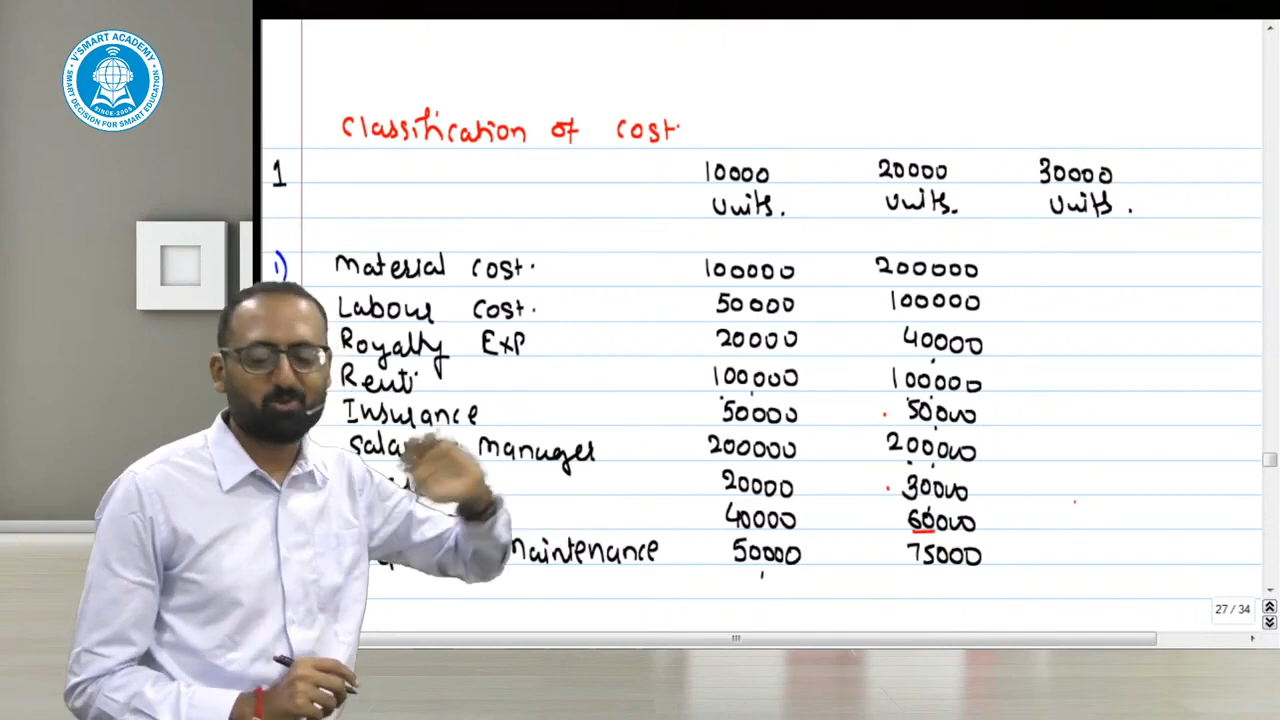 V'SMART ACADEMY
SINCE-2005
SMART DECISION FOR SMART EDUCATION
Classification of cost.
1 10000 20000 30000
Units. Units. Units.
1) Material cost. 100000 200000
Labour cost. 50000 100000
Royalty Exp 20000 40000
Rent 100000 100000
Insurance 50000 50000
manager 200000 200000
20000 30000
40000 60000
maintenance 50000 75000
27 / 34